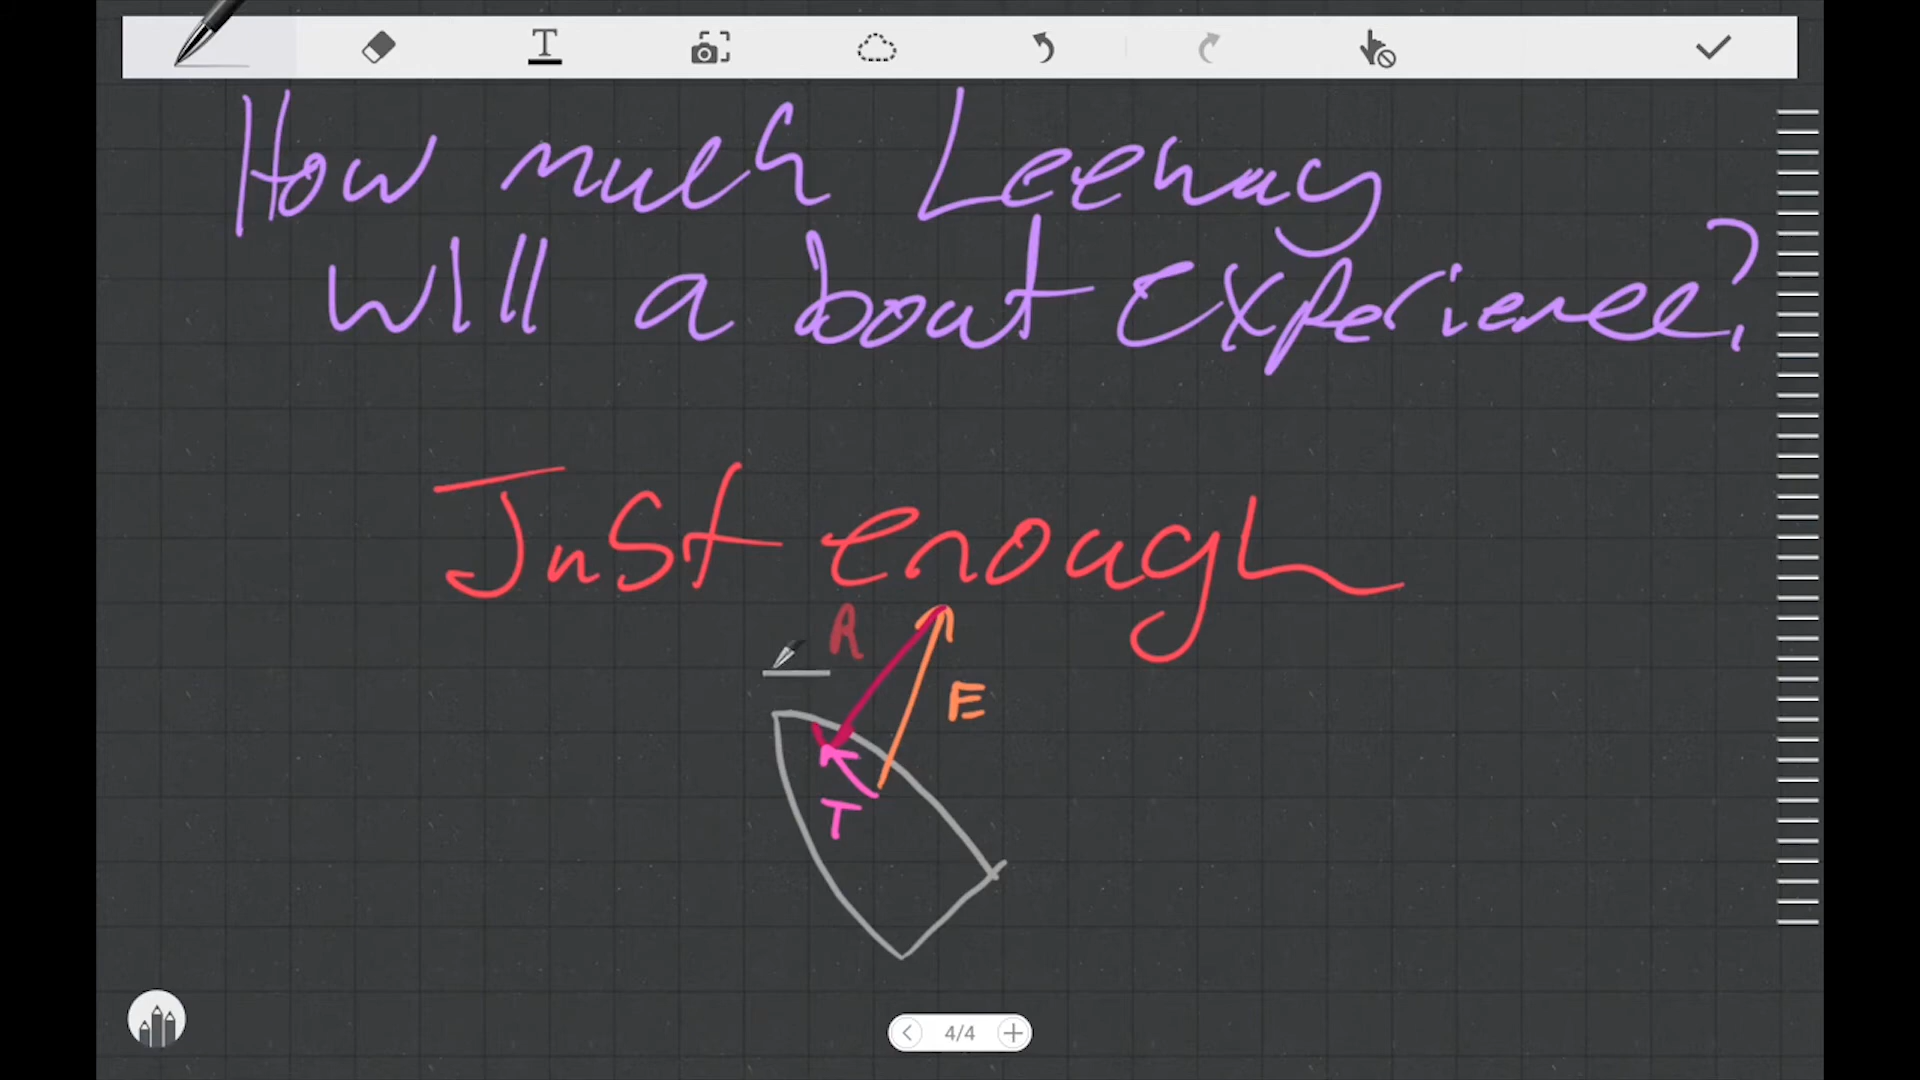 T
How much Leeway
will a boat experience?
Just enough
R
E
T
4/4